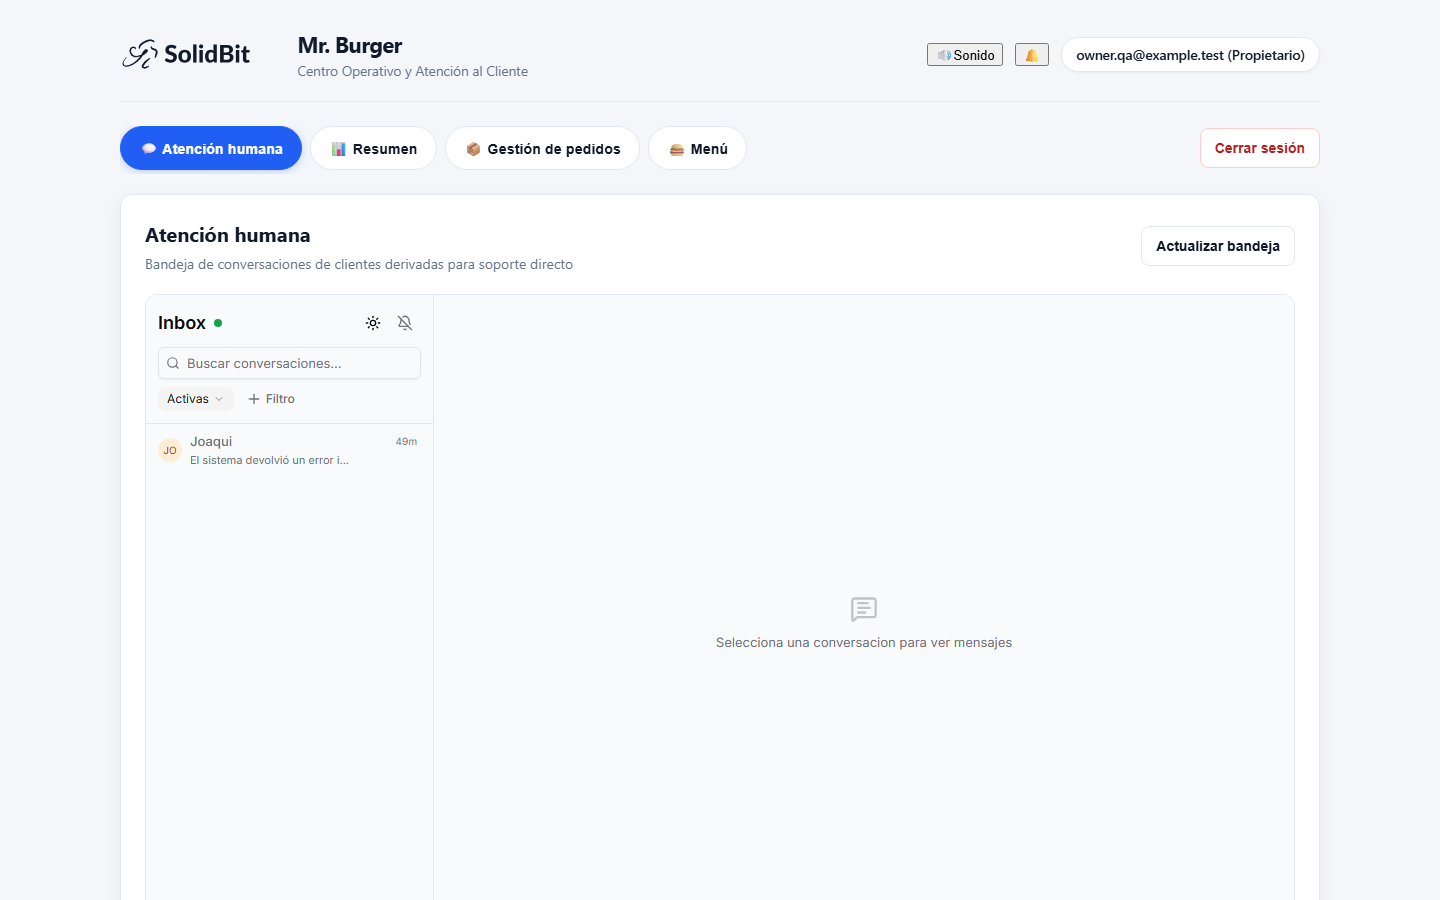 SolidBit
Mr. Burger
Centro Operativo y Atención al Cliente
Sonido
owner.qa@example.test (Propietario)
Atención humana
Resumen
Gestión de pedidos
Menú
Cerrar sesión
Atención humana
Bandeja de conversaciones de clientes derivadas para soporte directo
Actualizar bandeja
Inbox
Buscar conversaciones...
Activas
Filtro
JO
Joaqui
49m
El sistema devolvió un error i...
Selecciona una conversacion para ver mensajes